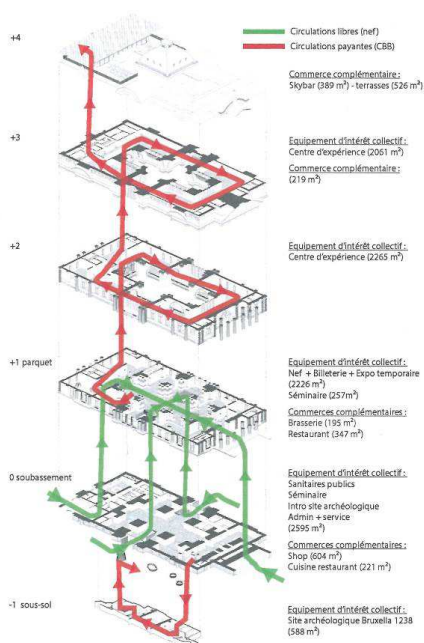 +4
Circulations libres (nef)
Circulations payantes (CBB)
Commerce complémentaire :
Skybar (389 m²) - terrasses (526 m²)
+3
Equipement d'intérêt collectif :
Centre d'expérience (2061 m²)
Commerce complémentaire :
(219 m²)
+2
Equipement d'intérêt collectif :
Centre d'expérience (2265 m²)
+1 parquet
Equipement d'intérêt collectif :
Nef + Billeterie + Expo temporaire
(2226 m²)
Séminaire (257m²)
Commerces complémentaires :
Brasserie (195 m²)
Restaurant (347 m²)
0 soubassement
Equipement d'intérêt collectif :
Sanitaires publics
Séminaire
Intro site archéologique
Admin + service
(2595 m²)
Commerces complémentaires :
Shop (604 m²)
Cuisine restaurant (221 m²)
-1 sous-sol
Equipement d'intérêt collectif :
Site archéologique Bruxella 1238
(588 m²)